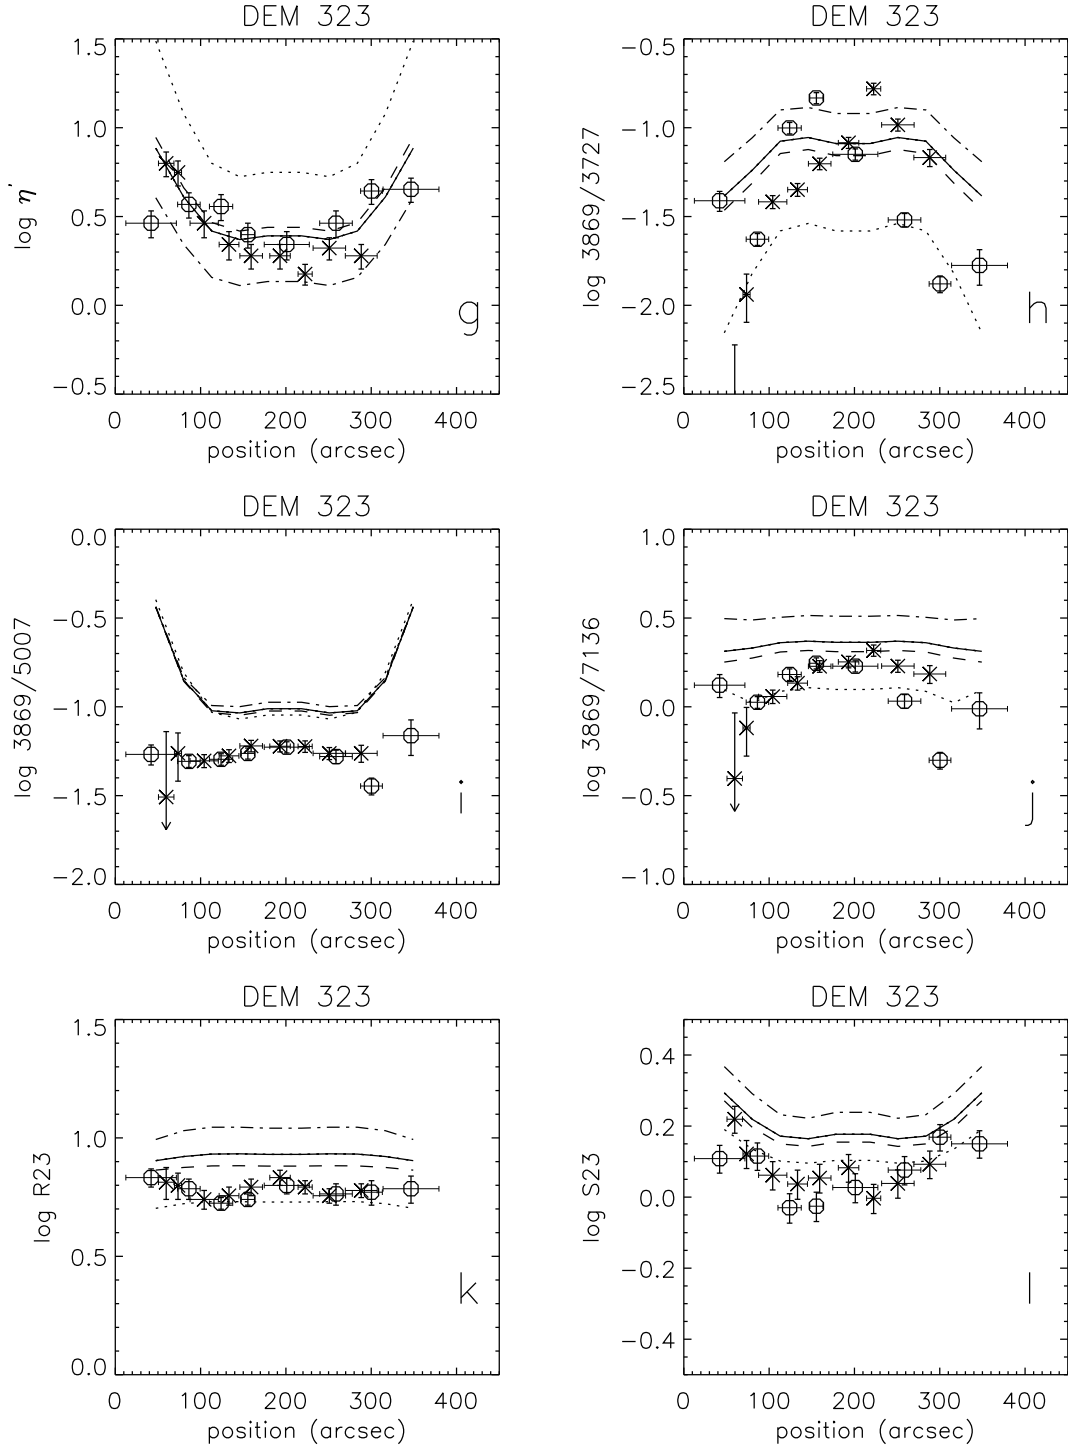 DEM 323
DEM 323
log η′
1.5
1.0
0.5
0.0
−0.5
g
0 100 200 300 400
position (arcsec)
log 3869/3727
−0.5
−1.0
−1.5
−2.0
−2.5
h
0 100 200 300 400
position (arcsec)
DEM 323
DEM 323
log 3869/5007
0.0
−0.5
−1.0
−1.5
−2.0
i
0 100 200 300 400
position (arcsec)
log 3869/7136
1.0
0.5
0.0
−0.5
−1.0
j
0 100 200 300 400
position (arcsec)
DEM 323
DEM 323
log R23
1.5
1.0
0.5
0.0
k
0 100 200 300 400
position (arcsec)
log S23
0.4
0.2
0.0
−0.2
−0.4
l
0 100 200 300 400
position (arcsec)